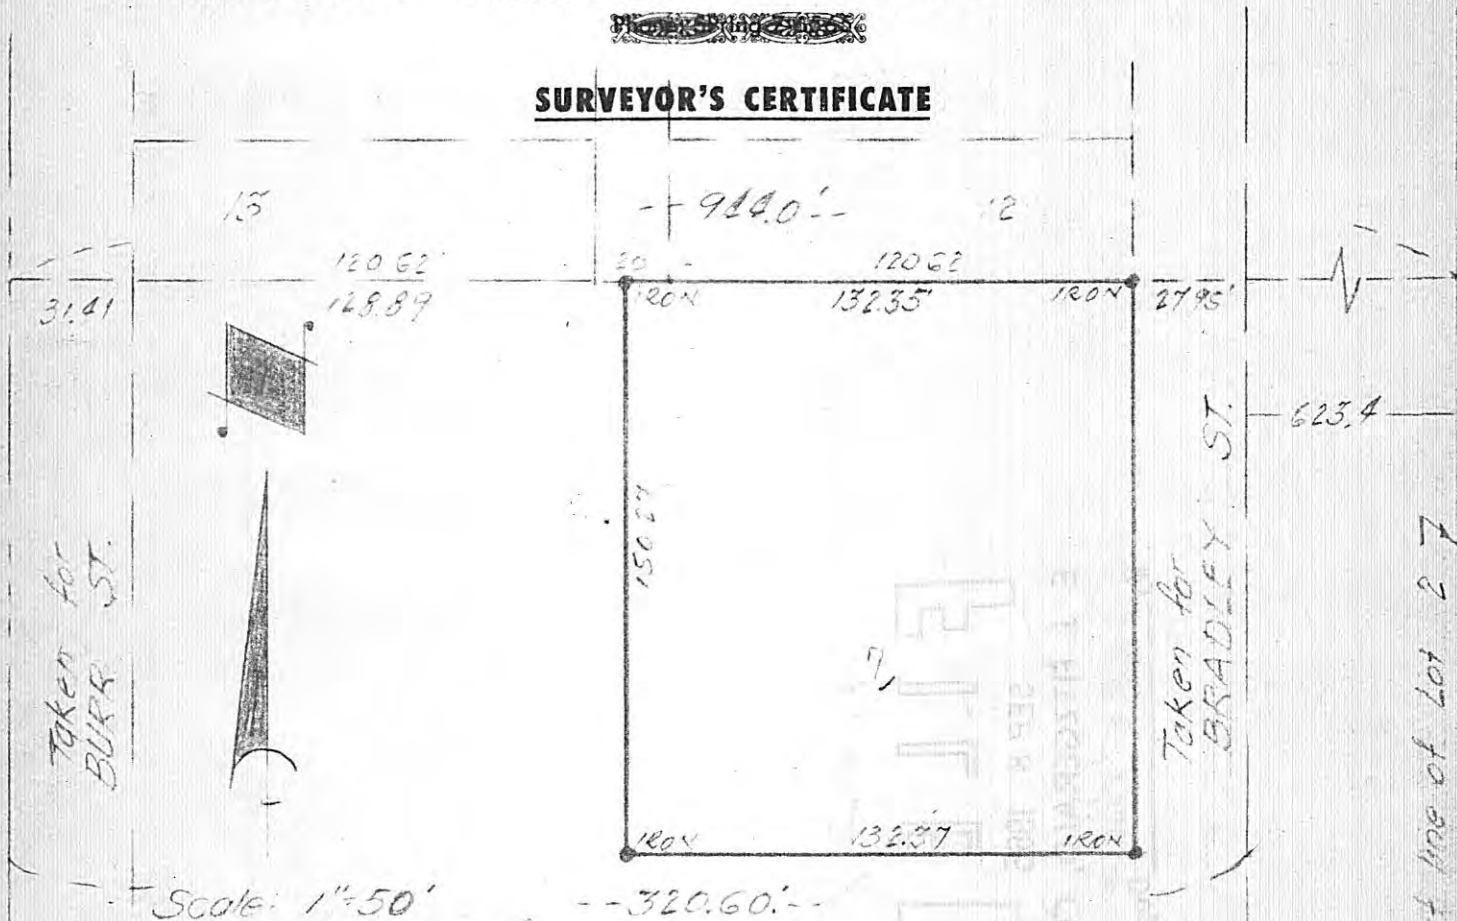 SURVEYOR'S CERTIFICATE
13
944.0'
12
120.62'
20
120.62
31.41
128.89
IRON
132.35'
IRON
27.95'
623.4
150.27
Taken for
BURR ST.
Taken for
BRADLEY ST.
line of Lot 27
IRON
132.37
IRON
Scale: 1"=50'
320.60.'